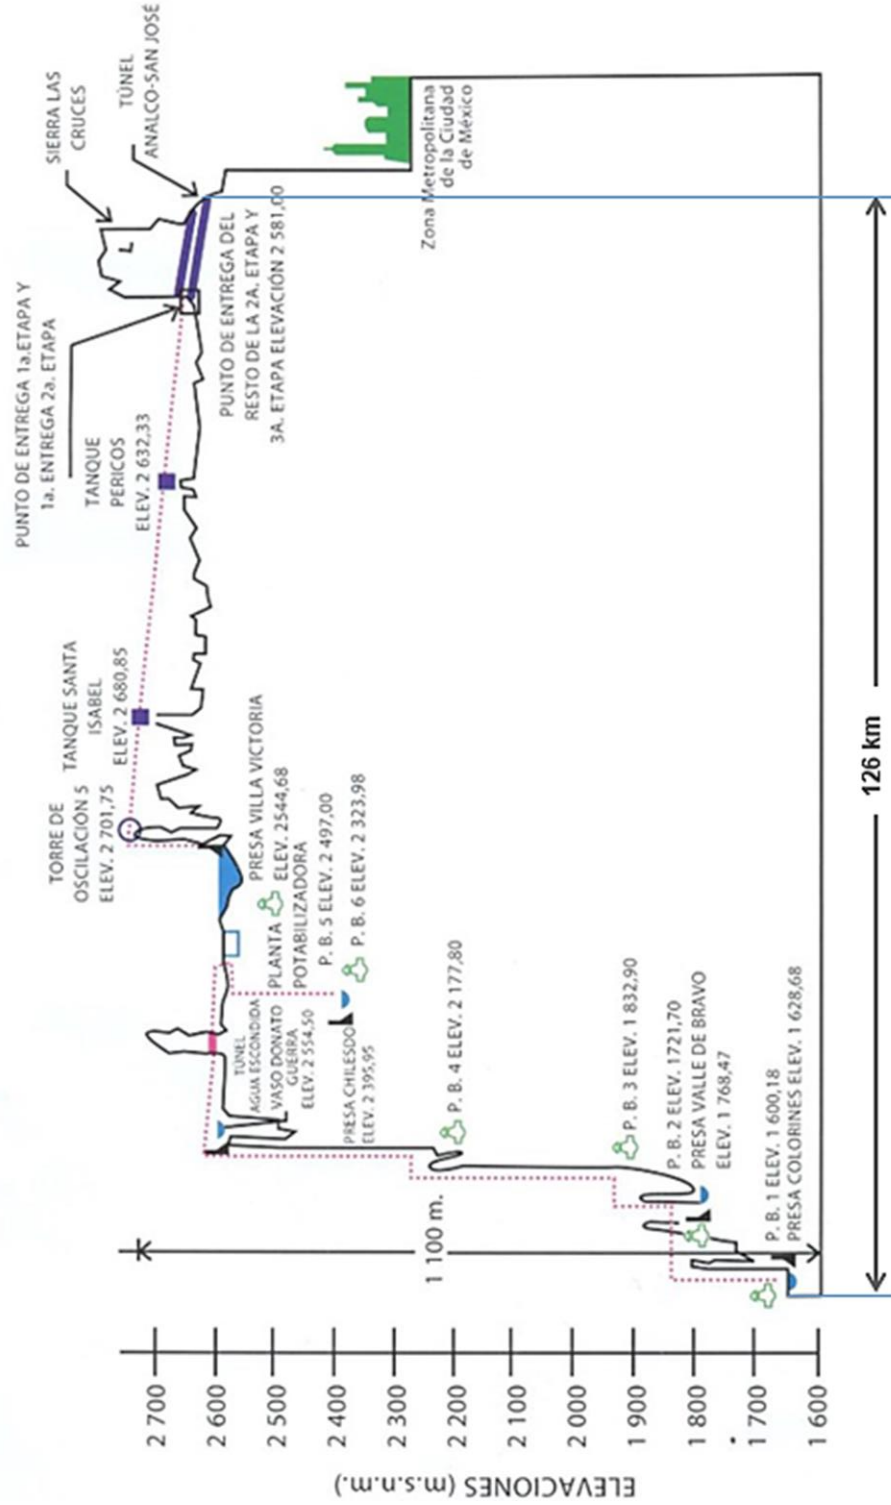 ELEVACIONES (m.s.n.m.)
2 700
2 600
2 500
2 400
2 300
2 200
2 100
2 000
1 900
1 800
1 700
1 600
1 100 m.
P. B. 1 ELEV. 1 600,18
PRESA COLORINES ELEV. 1 628,68
P. B. 2 ELEV. 1721,70
PRESA VALLE DE BRAVO
ELEV. 1 768,47
P. B. 3 ELEV. 1 832,90
P. B. 4 ELEV. 2 177,80
PRESA CHILESDO
ELEV. 2 395,95
TÚNEL
AGUA ESCONDIDA
VASO DONATO
GUERRA
ELEV. 2 554,50
PRESA VILLA VICTORIA
ELEV. 2544,68
PLANTA
POTABILIZADORA
P. B. 5 ELEV. 2 497,00
P. B. 6 ELEV. 2 323,98
TORRE DE
OSCILACIÓN 5
ELEV. 2 701,75
TANQUE SANTA
ISABEL
ELEV. 2 680,85
TANQUE
PERICOS
ELEV. 2 632,33
PUNTO DE ENTREGA 1a.ETAPA Y
1a. ENTREGA 2a. ETAPA
PUNTO DE ENTREGA DEL
RESTO DE LA 2A. ETAPA Y
3A. ETAPA ELEVACIÓN 2 581,00
SIERRA LAS
CRUCES
TÚNEL
ANALCO-SAN JOSÉ
Zona Metropolitana
de la Ciudad
de México
126 km